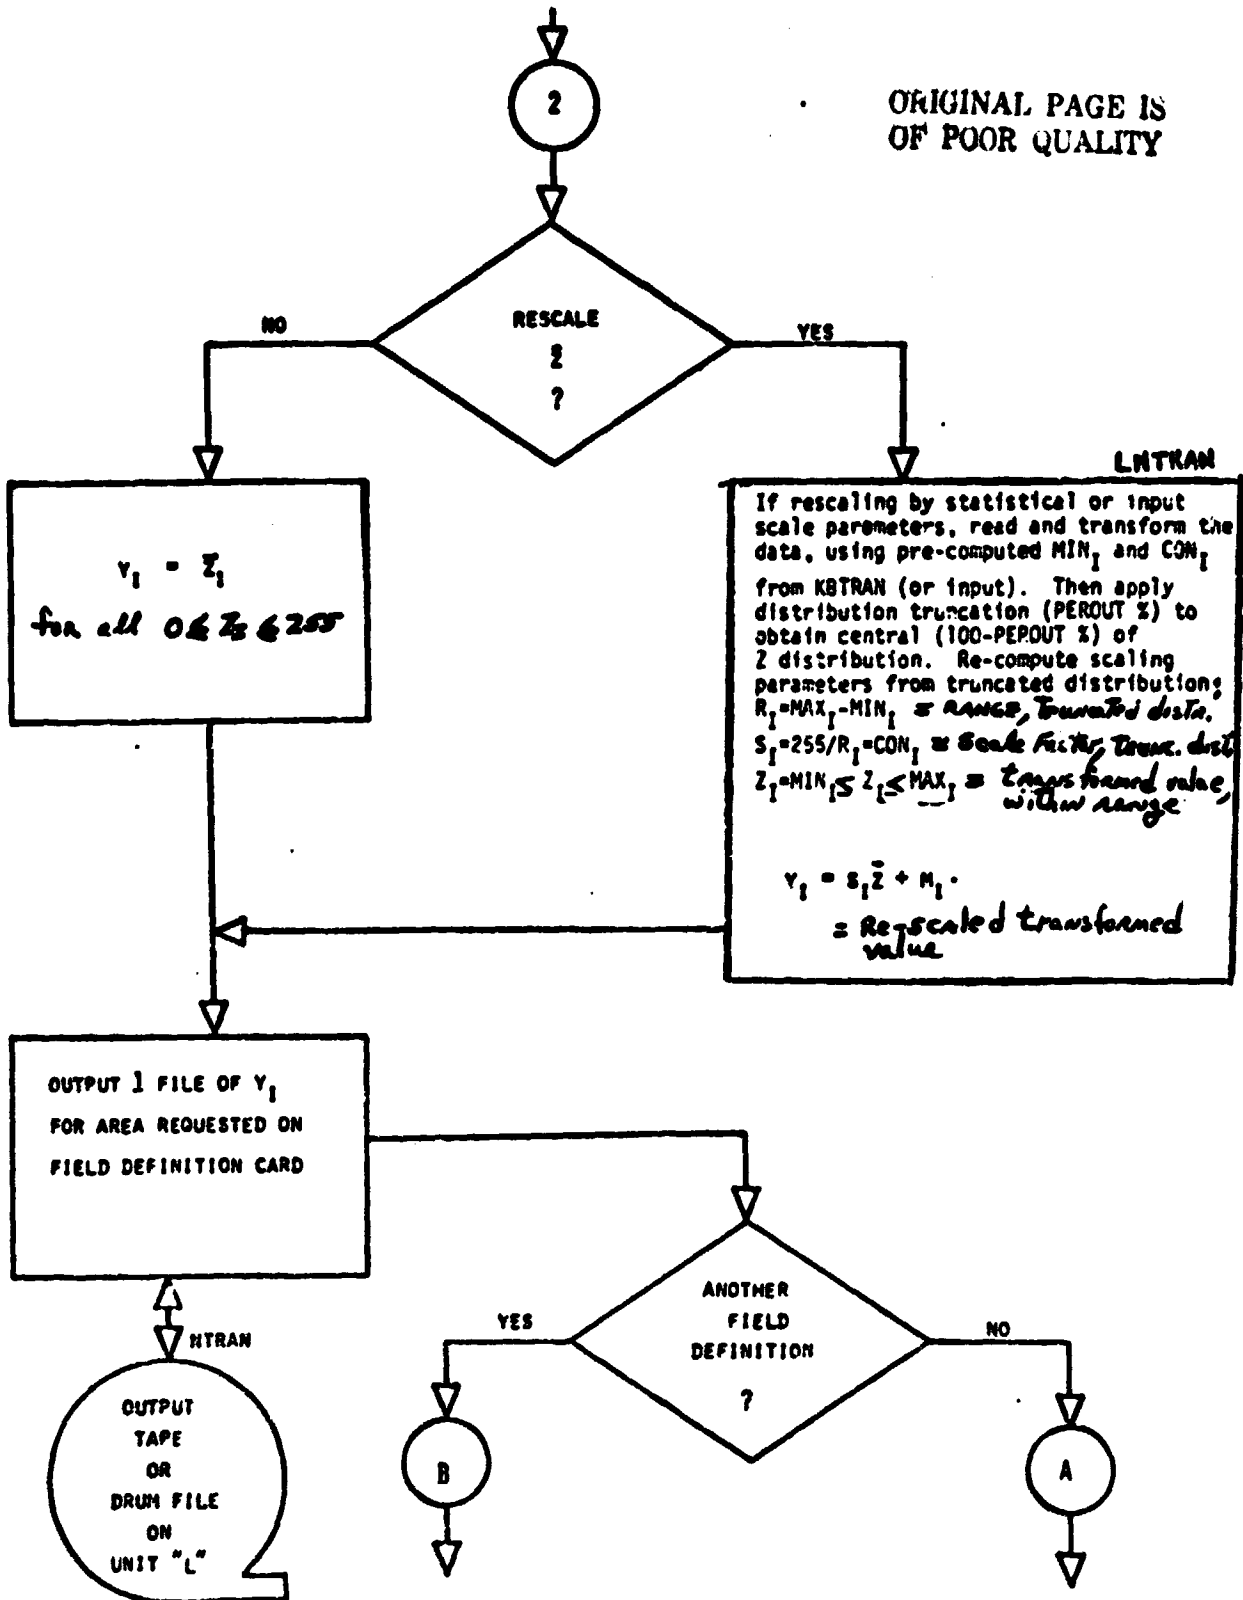 2
ORIGINAL PAGE IS
OF POOR QUALITY
RESCALE
Z̄
?
NO
YES
LNTRAN
Y_I = Z̄_I
for all 0 ≤ Z_I ≤ 255
If rescaling by statistical or input
scale parameters, read and transform the
data, using pre-computed MIN_I and CON_I
from KBTRAN (or input). Then apply
distribution truncation (PEROUT %) to
obtain central (100-PEROUT %) of
Z distribution. Re-compute scaling
parameters from truncated distribution;
R_I=MAX_I-MIN_I = RANGE, truncated distr.
S_I=255/R_I=CON_I = Scale Factor, trunc. dist.
Z_I=MIN_I ≤ Z_I ≤ MAX_I = transformed value,
within range
Y_I = S_I Z̄ + M_I.
= Re-scaled transformed
value
OUTPUT 1 FILE OF Y_I
FOR AREA REQUESTED ON
FIELD DEFINITION CARD
NTRAN
OUTPUT
TAPE
OR
DRUM FILE
ON
UNIT "L"
ANOTHER
FIELD
DEFINITION
?
YES
NO
B
A